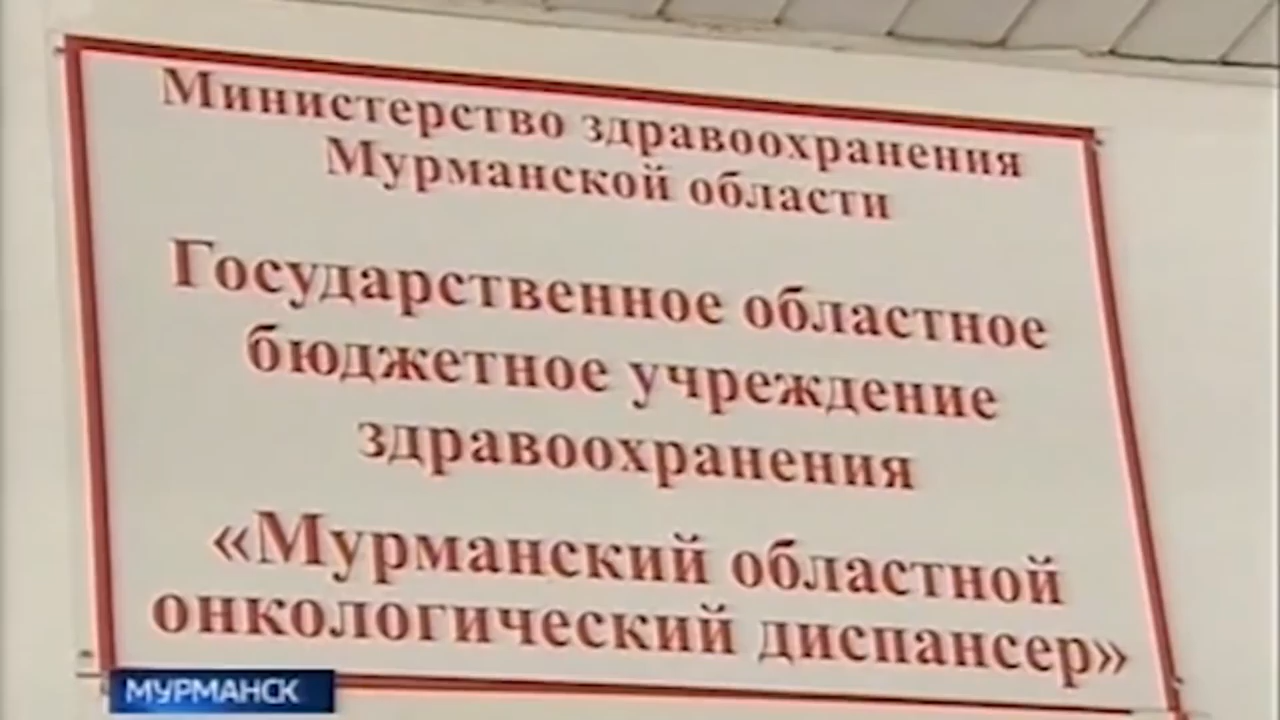 Министерство здравоохранения
Мурманской области
Государственное областное
бюджетное учреждение
здравоохранения
«Мурманский областной
онкологический диспансер»
МУРМАНСК